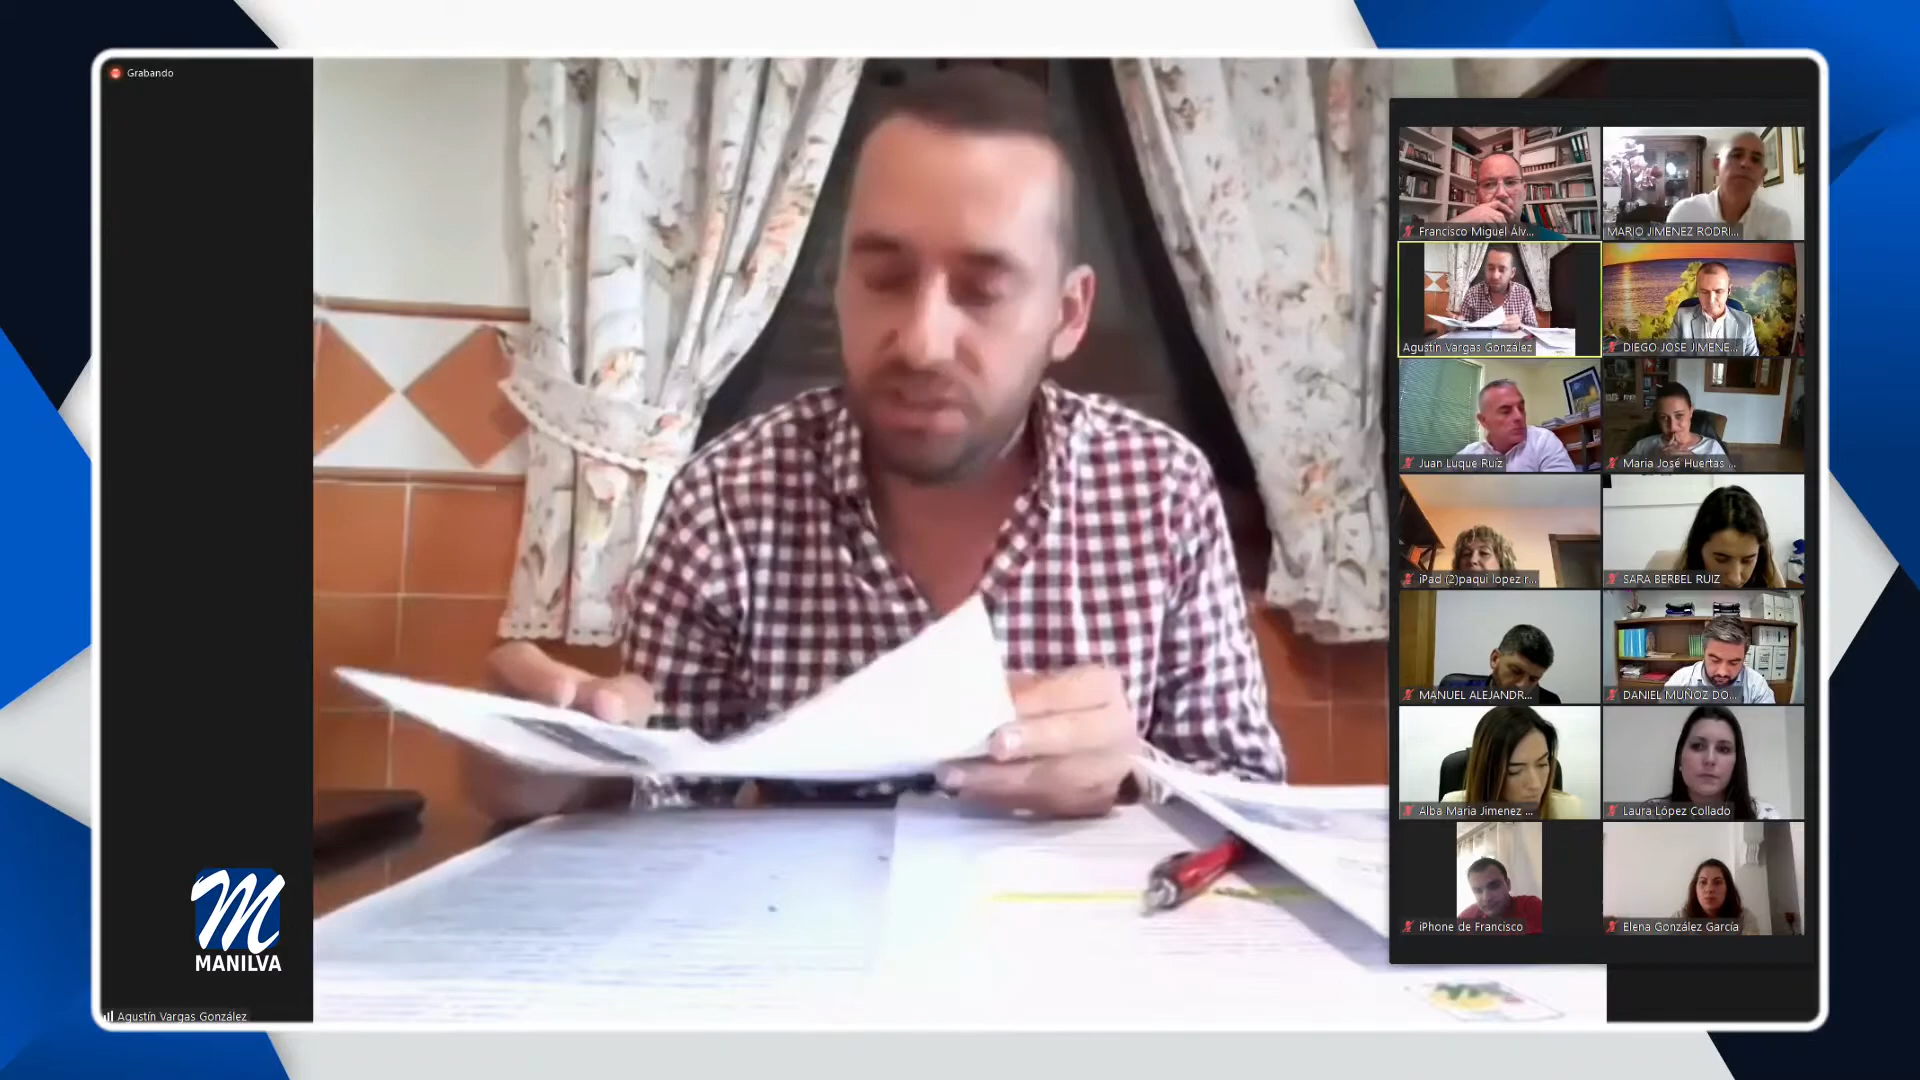 Grabando
Francisco Miguel Álv...
MARIO JIMENEZ RODRI...
Agustín Vargas González
DIEGO JOSE JIMENE...
Juan Luque Ruiz
Maria José Huertas ...
iPad (2)paqui lopez r...
SARA BERBEL RUIZ
MANUEL ALEJANDR...
DANIEL MUÑOZ DO...
Alba Maria Jimenez ...
Laura López Collado
iPhone de Francisco
Elena González García
M
MANILVA
Agustín Vargas González